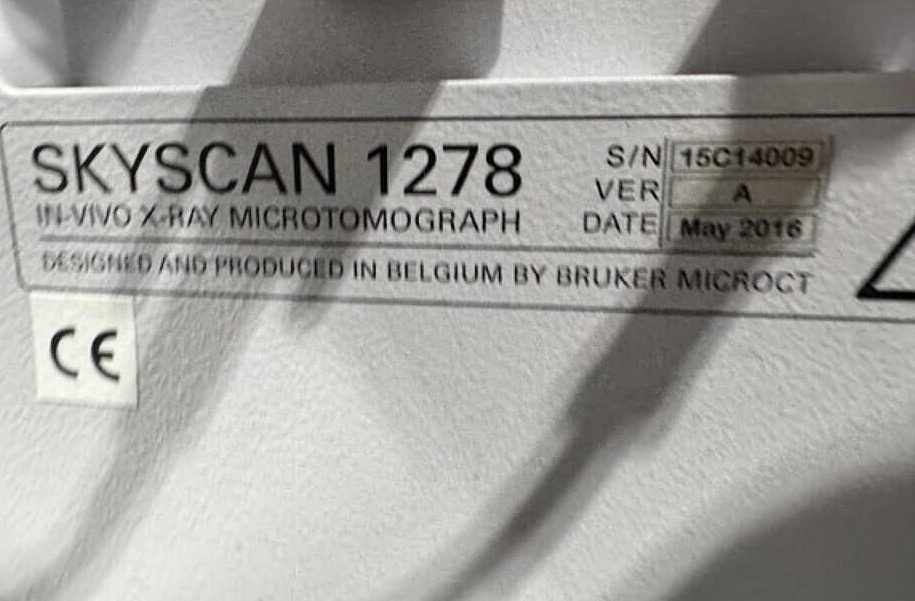 SKYSCAN 1278
IN-VIVO X-RAY MICROTOMOGRAPH
S/N 15C14009
VER A
DATE May 2016
DESIGNED AND PRODUCED IN BELGIUM BY BRUKER MICROCT
CE